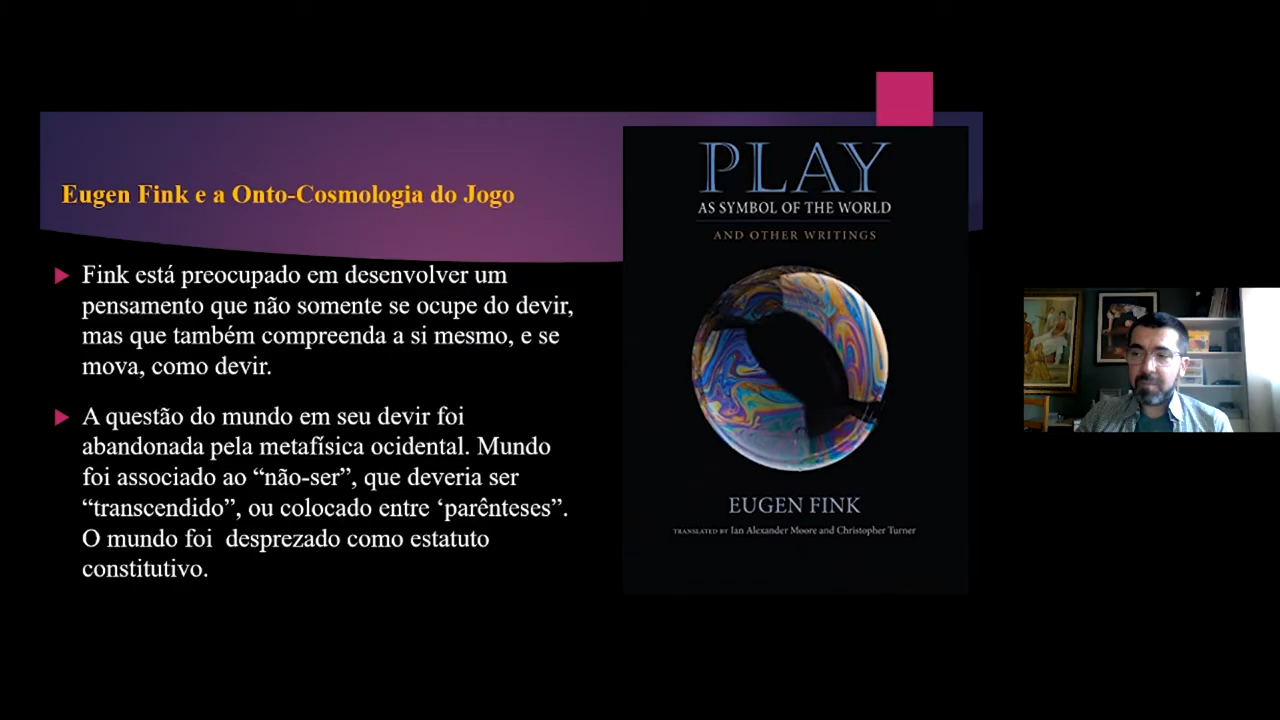 Eugen Fink e a Onto-Cosmologia do Jogo
Fink está preocupado em desenvolver um
pensamento que não somente se ocupe do devir,
mas que também compreenda a si mesmo, e se
mova, como devir.
A questão do mundo em seu devir foi
abandonada pela metafísica ocidental. Mundo
foi associado ao “não-ser”, que deveria ser
“transcendido”, ou colocado entre ‘parênteses”.
O mundo foi  desprezado como estatuto
constitutivo.
PLAY
AS SYMBOL OF THE WORLD
AND OTHER WRITINGS
EUGEN FINK
TRANSLATED BY Ian Alexander Moore and Christopher Turner